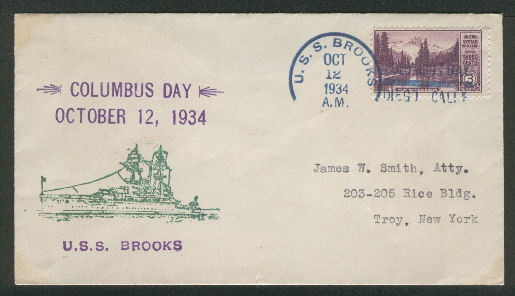 COLUMBUS DAY
OCTOBER 12, 1934
U.S.S. BROOKS
U.S.S. BROOKS
OCT
12
1934
A.M.
3
DIEGO CALIF
James W. Smith, Atty.
203-205 Rice Bldg.
Troy, New York